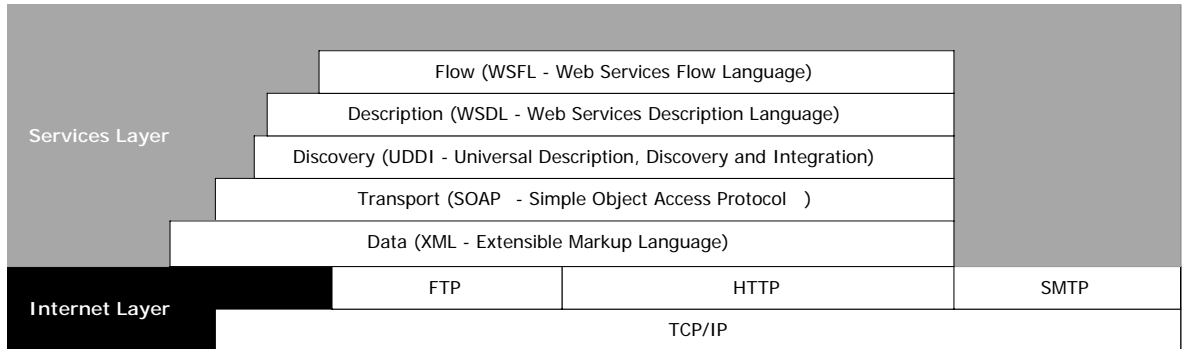 Flow (WSFL - Web Services Flow Language)
Description (WSDL - Web Services Description Language)
Services Layer
Discovery (UDDI - Universal Description, Discovery and Integration)
Transport (SOAP - Simple Object Access Protocol )
Data (XML - Extensible Markup Language)
FTP HTTP SMTP
Internet Layer
TCP/IP